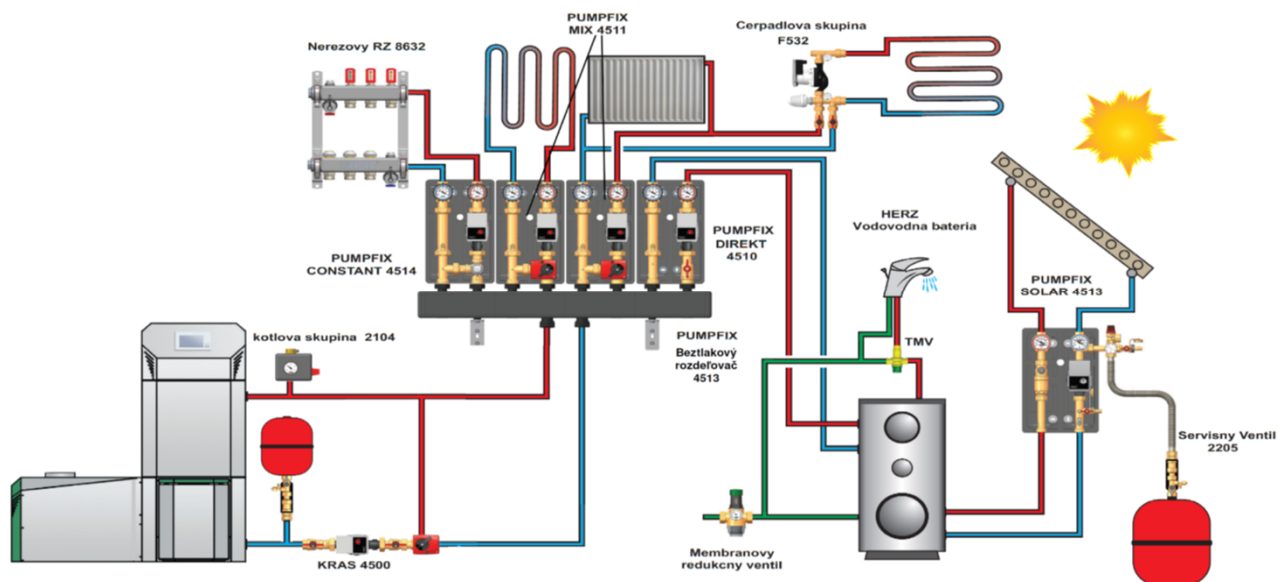 PUMPFIX
MIX 4511
Cerpadlova skupina
F532
Nerezovy RZ 8632
HERZ
Vodovodna bateria
PUMPFIX
DIREKT
4510
PUMPFIX
CONSTANT 4514
PUMPFIX
SOLAR 4513
kotlova skupina 2104
PUMPFIX
Beztlakový
rozdeľovač
4513
TMV
Servisny Ventil
2205
Membranovy
redukcny ventil
KRAS 4500